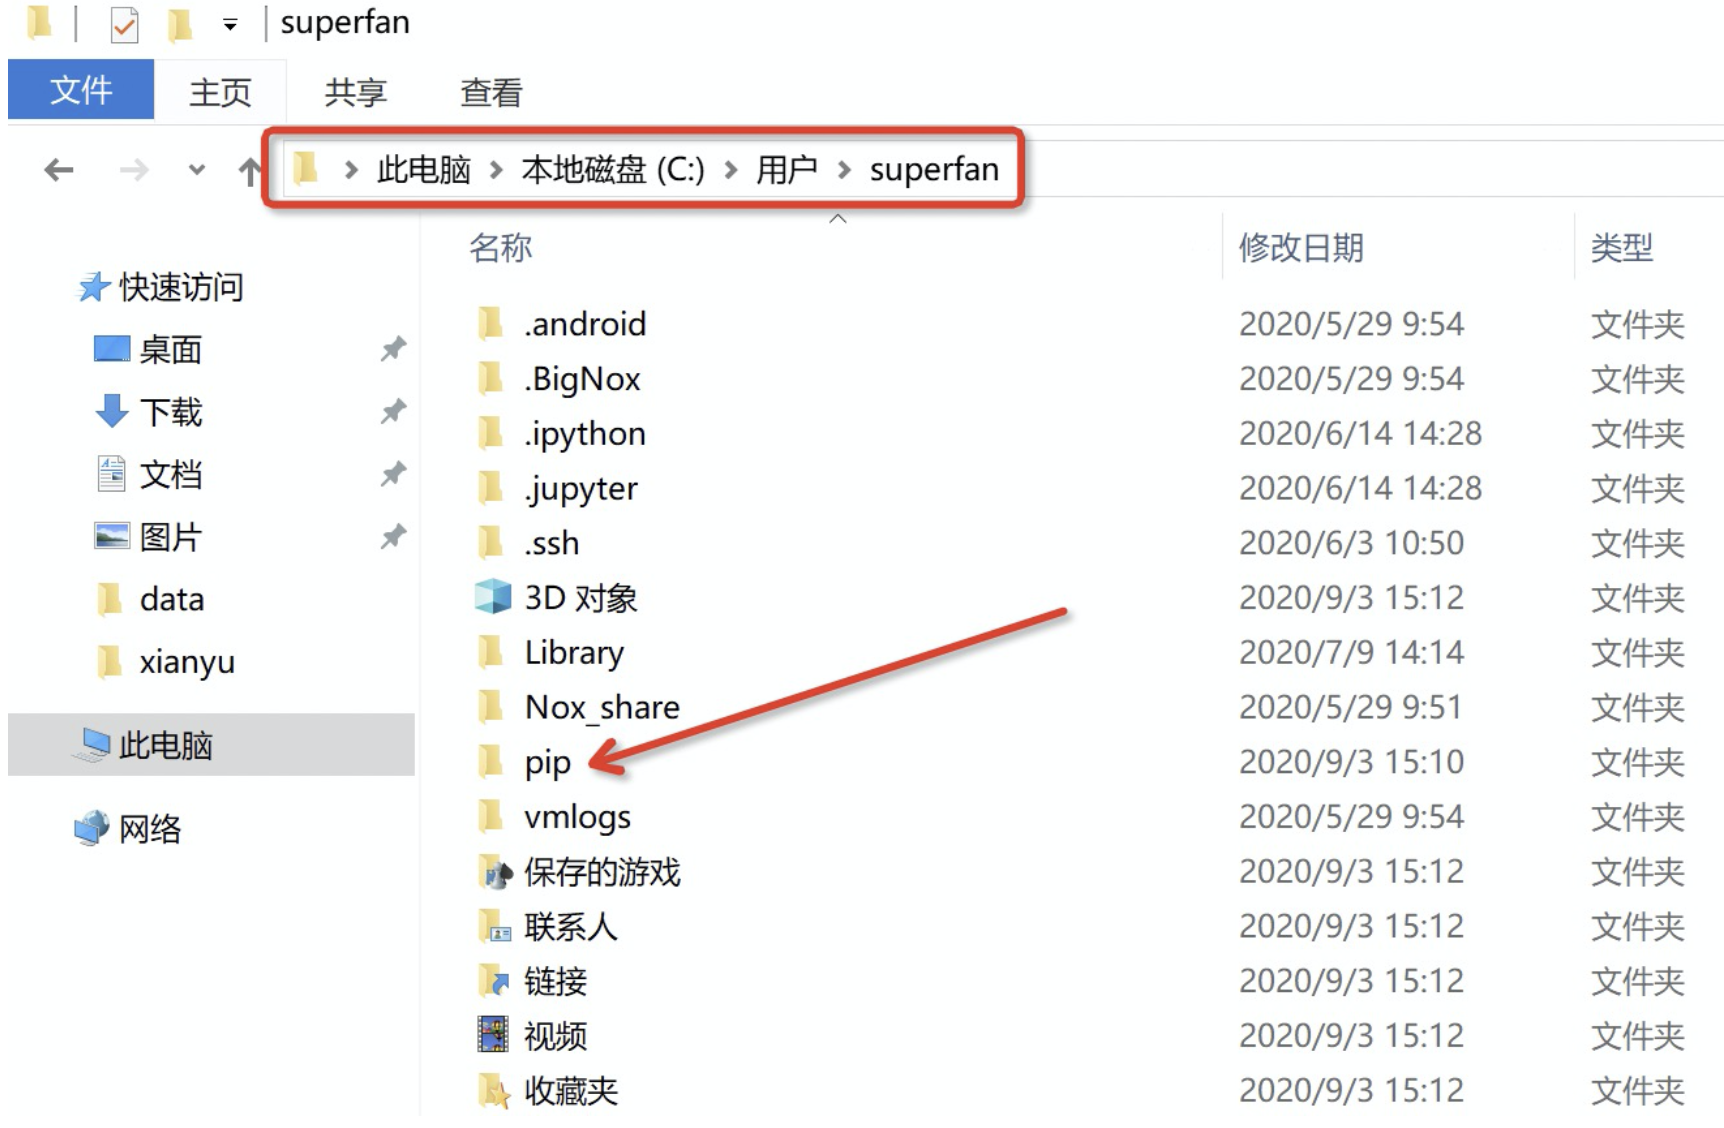 superfan
文件 主页 共享 查看
此电脑 本地磁盘 (C:) 用户 superfan
名称 修改日期 类型
快速访问
桌面
下载
文档
图片
data
xianyu
此电脑
网络
.android 2020/5/29 9:54 文件夹
.BigNox 2020/5/29 9:54 文件夹
.ipython 2020/6/14 14:28 文件夹
.jupyter 2020/6/14 14:28 文件夹
.ssh 2020/6/3 10:50 文件夹
3D 对象 2020/9/3 15:12 文件夹
Library 2020/7/9 14:14 文件夹
Nox_share 2020/5/29 9:51 文件夹
pip 2020/9/3 15:10 文件夹
vmlogs 2020/5/29 9:54 文件夹
保存的游戏 2020/9/3 15:12 文件夹
联系人 2020/9/3 15:12 文件夹
链接 2020/9/3 15:12 文件夹
视频 2020/9/3 15:12 文件夹
收藏夹 2020/9/3 15:12 文件夹